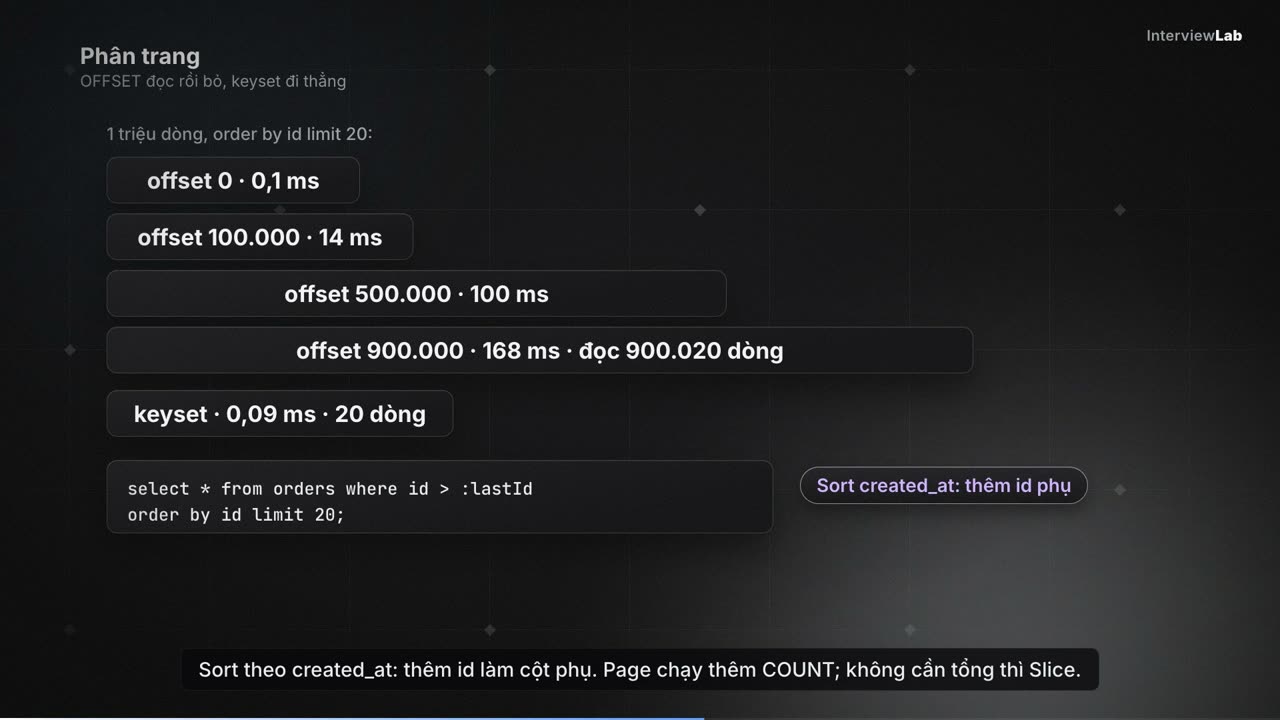 InterviewLab
Phân trang
OFFSET đọc rồi bỏ, keyset đi thẳng
1 triệu dòng, order by id limit 20:
offset 0 · 0,1 ms
offset 100.000 · 14 ms
offset 500.000 · 100 ms
offset 900.000 · 168 ms · đọc 900.020 dòng
keyset · 0,09 ms · 20 dòng
select * from orders where id > :lastId
order by id limit 20;
Sort created_at: thêm id phụ
Sort theo created_at: thêm id làm cột phụ. Page chạy thêm COUNT; không cần tổng thì Slice.